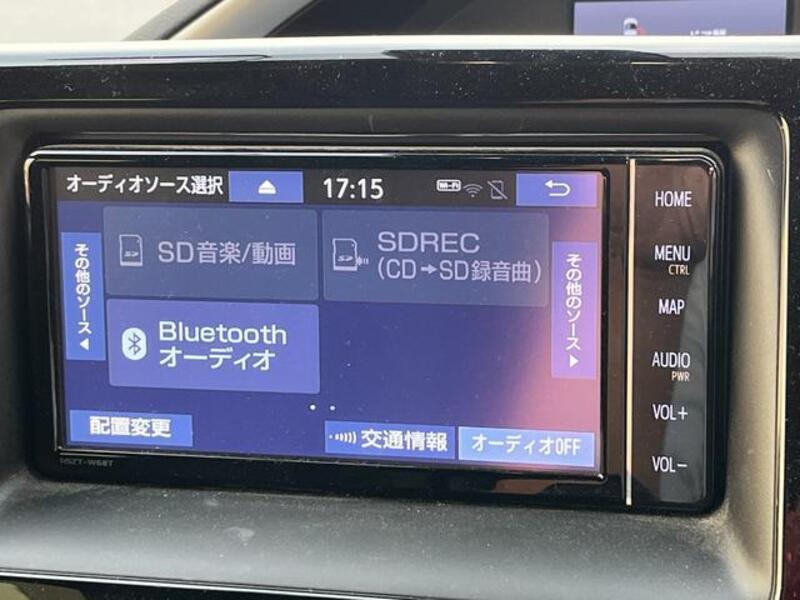 オーディオソース選択
17:15
Wi-Fi
その他のソース◀
SD音楽/動画
SDREC
(CD➡SD録音曲)
その他のソース▶
Bluetooth
オーディオ
配置変更
交通情報
オーディオOFF
NSZT-W68T
HOME
MENU
CTRL
MAP
AUDIO
PWR
VOL+
VOL-